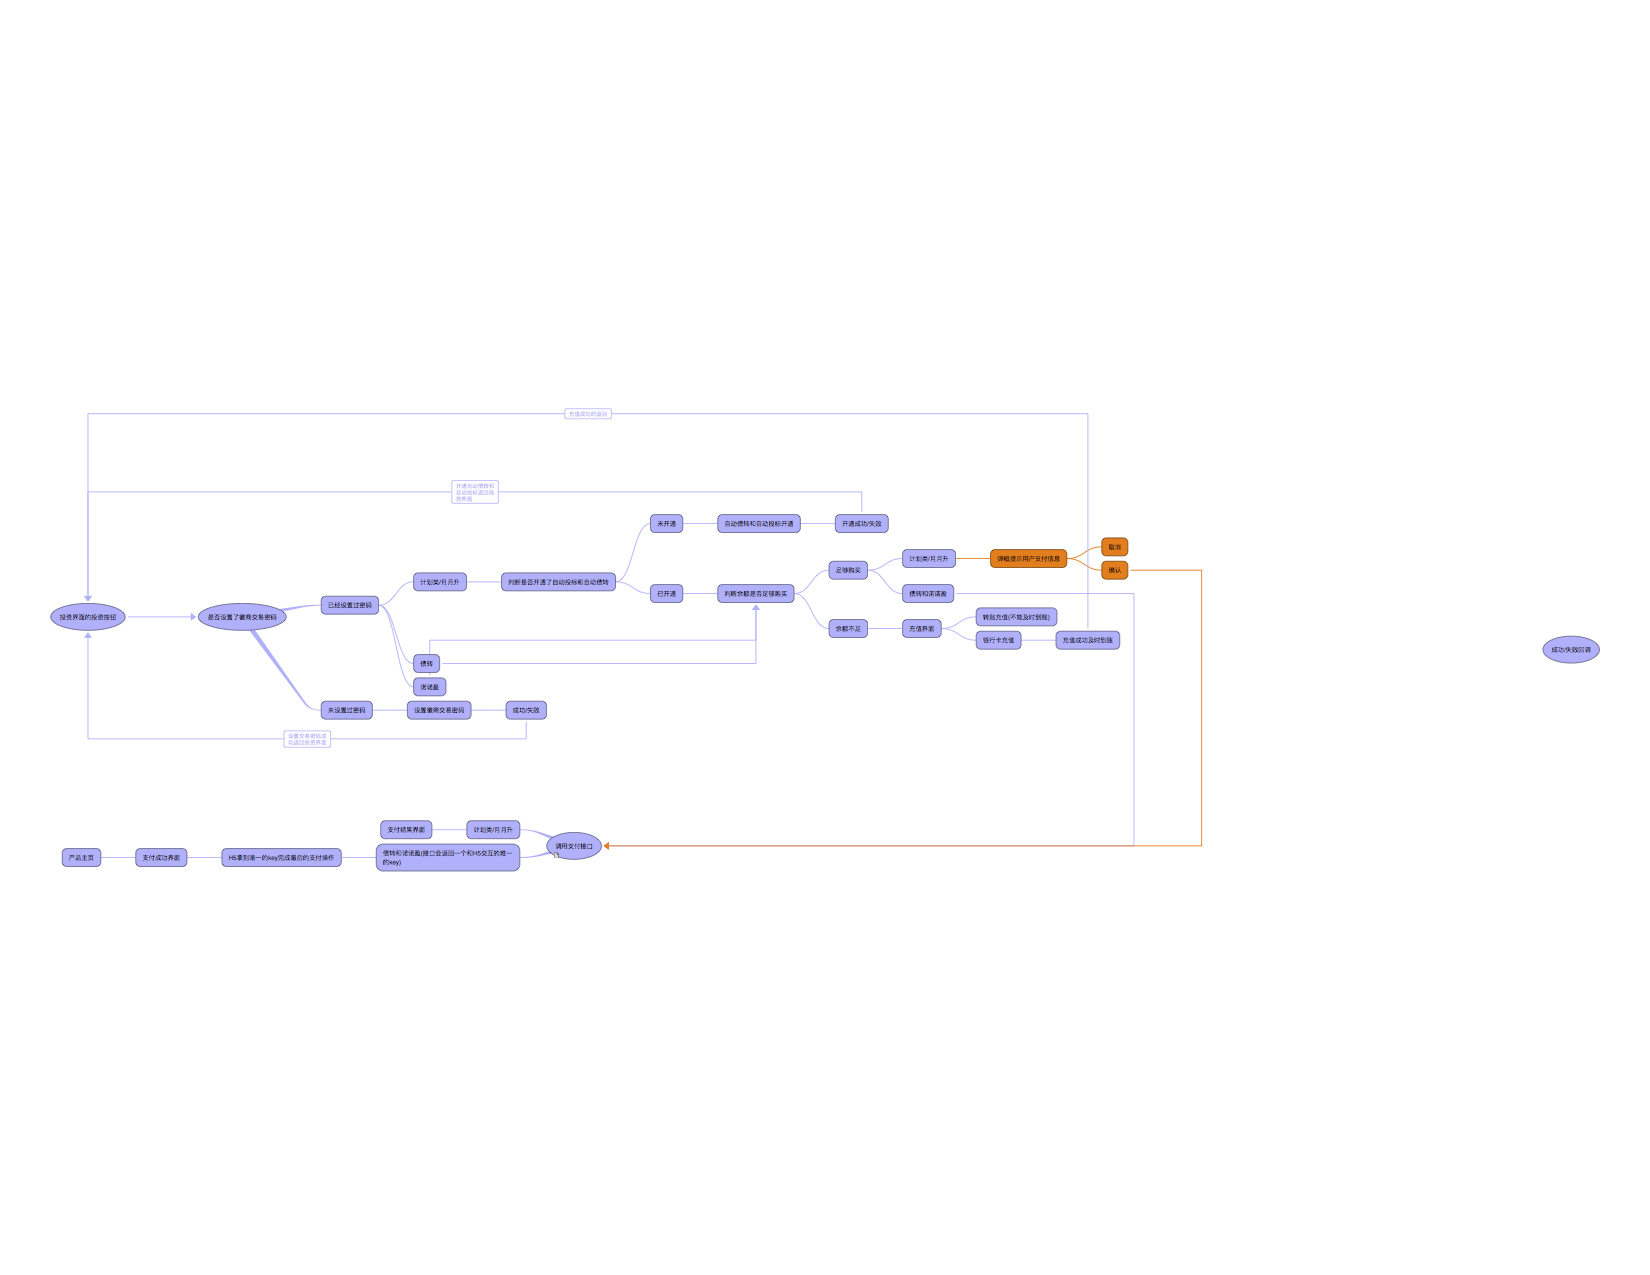 充值成功的返回
开通自动债转和
自动投标返回投
资界面
未开通
自动债转和自动投标开通
开通成功/失败
计划类/月月升
弹框提示用户支付信息
取消
确认
足够购买
计划类/月月升
判断是否开通了自动投标和自动债转
已开通
判断余额是否足够购买
债转和诺诺盈
投资界面的投资按钮
是否设置了徽商交易密码
已经设置过密码
余额不足
充值界面
转账充值(不能及时到账)
银行卡充值
充值成功及时到账
成功/失败回调
债转
诺诺盈
未设置过密码
设置徽商交易密码
成功/失败
设置交易密码成
功返回投资界面
支付结果界面
计划类/月月升
调用支付接口
产品主页
支付成功界面
H5拿到唯一的key完成最后的支付操作
债转和诺诺盈(接口会返回一个和H5交互的唯一
的key)